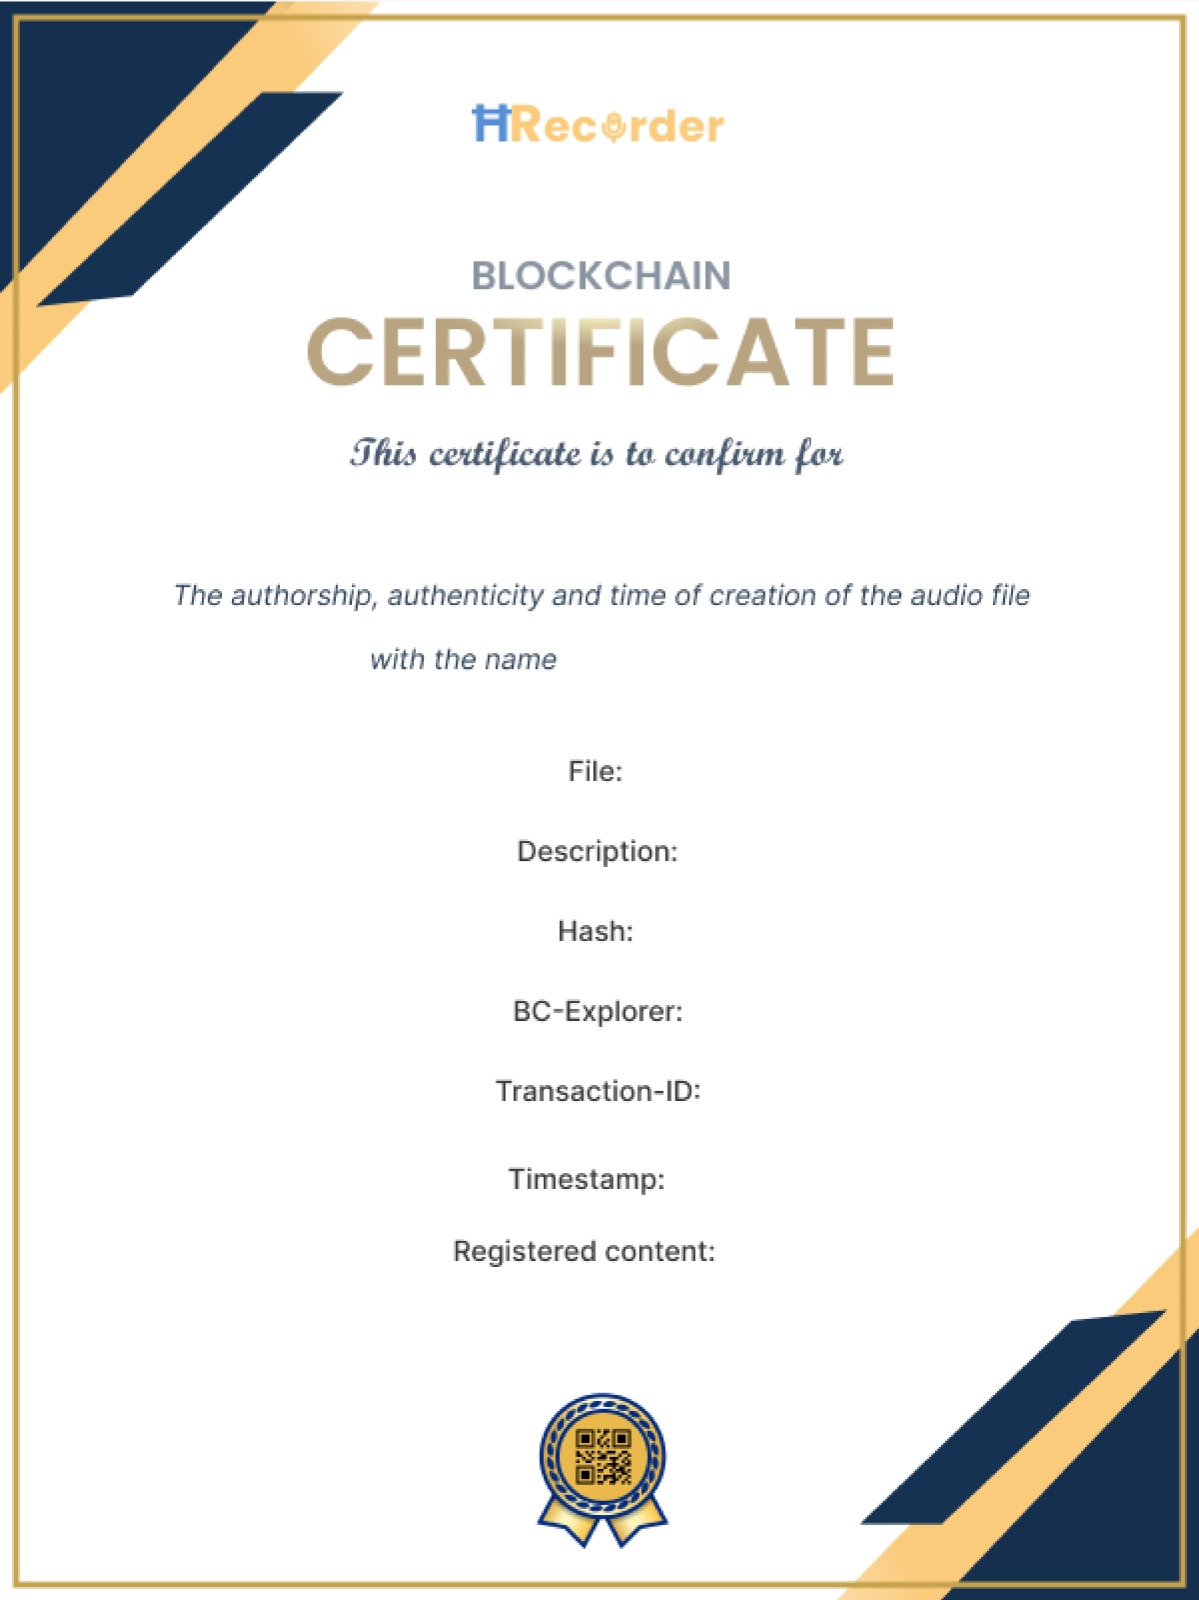 HRecorder
BLOCKCHAIN
CERTIFICATE
This certificate is to confirm for
The authorship, authenticity and time of creation of the audio file
with the name
File:
Description:
Hash:
BC-Explorer:
Transaction-ID:
Timestamp:
Registered content: